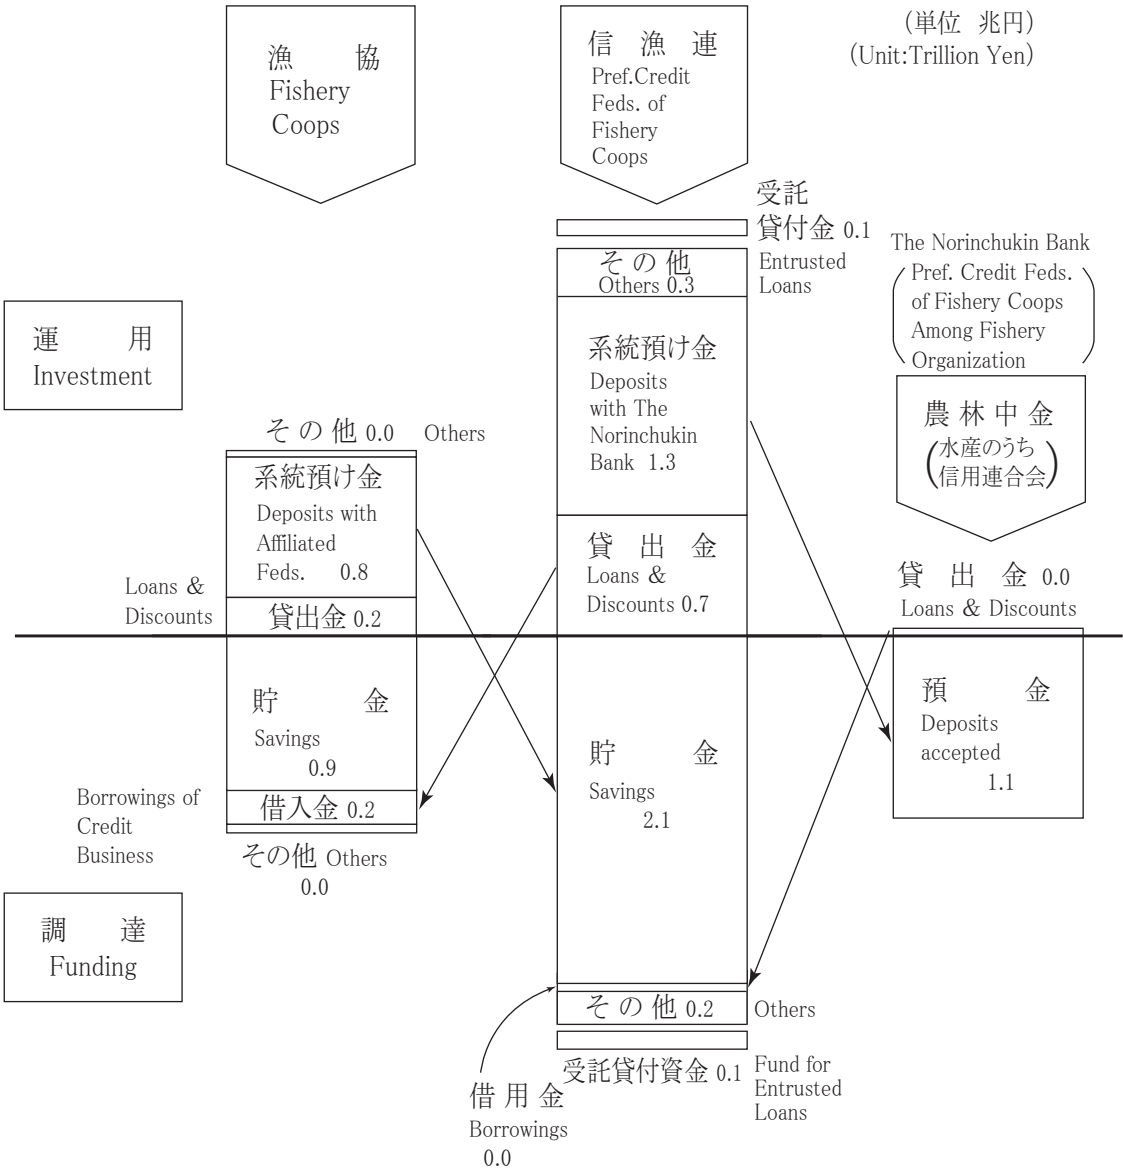 (単位 兆円)
(Unit:Trillion Yen)
漁 協
Fishery
Coops
信 漁 連
Pref.Credit
Feds. of
Fishery
Coops
受託
貸付金 0.1
Entrusted
Loans
その他
Others 0.3
系統預け金
Deposits
with The
Norinchukin
Bank 1.3
貸 出 金
Loans &
Discounts 0.7
The Norinchukin Bank
(Pref. Credit Feds.
of Fishery Coops
Among Fishery
Organization)
農林中金
(水産のうち
信用連合会)
貸 出 金 0.0
Loans & Discounts
運 用
Investment
その他 0.0 Others
系統預け金
Deposits with
Affiliated
Feds. 0.8
Loans &
Discounts
貸出金 0.2
貯 金
Savings
0.9
Borrowings of
Credit
Business
借入金 0.2
その他 Others
0.0
貯 金
Savings
2.1
預 金
Deposits
accepted
1.1
調 達
Funding
その他 0.2 Others
受託貸付資金 0.1
Fund for
Entrusted
Loans
借用金
Borrowings
0.0